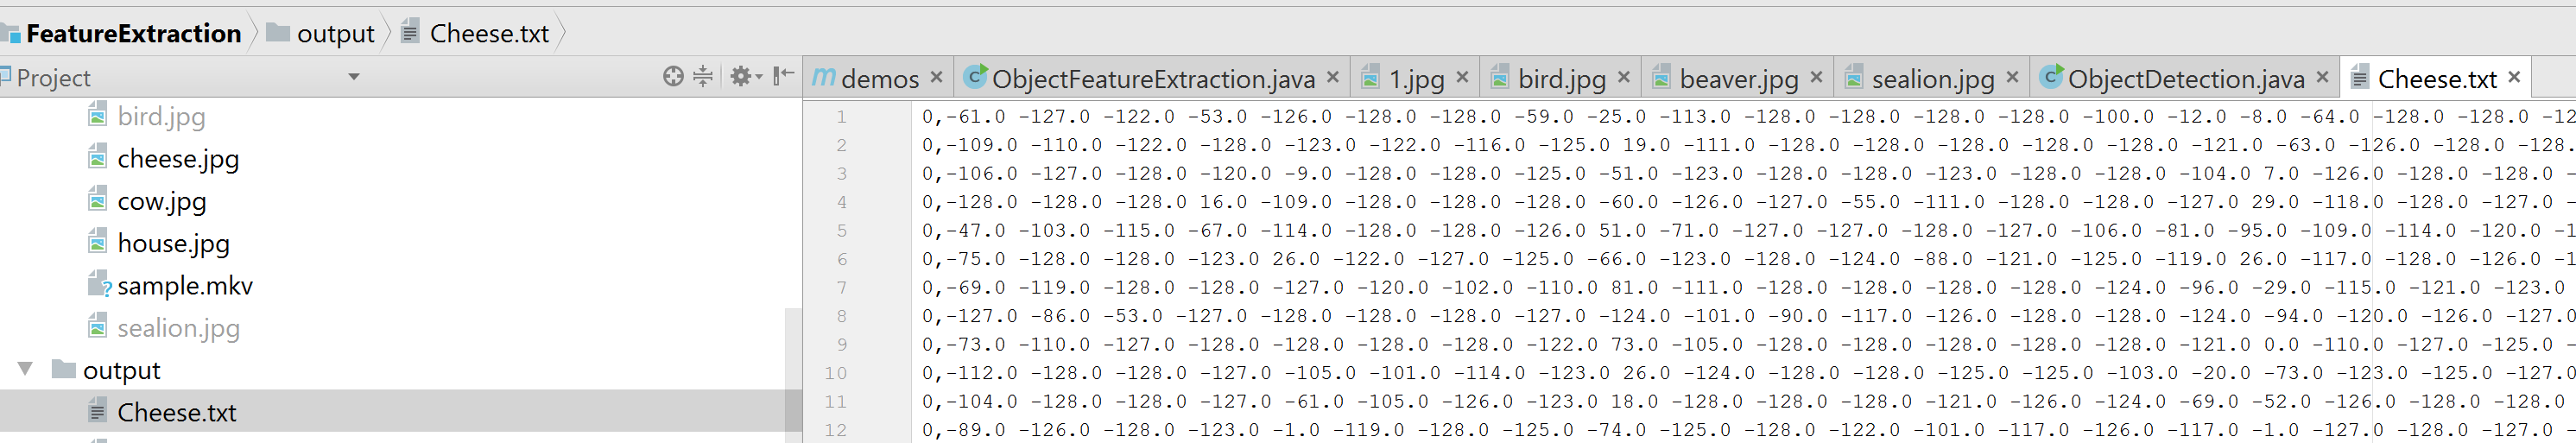 FeatureExtraction output Cheese.txt
Project
demos ObjectFeatureExtraction.java 1.jpg bird.jpg beaver.jpg sealion.jpg ObjectDetection.java Cheese.txt
bird.jpg
cheese.jpg
cow.jpg
house.jpg
sample.mkv
sealion.jpg
output
Cheese.txt
1 0,-61.0 -127.0 -122.0 -53.0 -126.0 -128.0 -128.0 -59.0 -25.0 -113.0 -128.0 -128.0 -128.0 -128.0 -100.0 -12.0 -8.0 -64.0 -128.0 -128.0 -12
2 0,-109.0 -110.0 -122.0 -128.0 -123.0 -122.0 -116.0 -125.0 19.0 -111.0 -128.0 -128.0 -128.0 -128.0 -128.0 -121.0 -63.0 -126.0 -128.0 -128.
3 0,-106.0 -127.0 -128.0 -120.0 -9.0 -128.0 -128.0 -125.0 -51.0 -123.0 -128.0 -128.0 -123.0 -128.0 -128.0 -104.0 7.0 -126.0 -128.0 -128.0 -
4 0,-128.0 -128.0 -128.0 16.0 -109.0 -128.0 -128.0 -128.0 -60.0 -126.0 -127.0 -55.0 -111.0 -128.0 -128.0 -127.0 29.0 -118.0 -128.0 -127.0 -
5 0,-47.0 -103.0 -115.0 -67.0 -114.0 -128.0 -128.0 -126.0 51.0 -71.0 -127.0 -127.0 -128.0 -127.0 -106.0 -81.0 -95.0 -109.0 -114.0 -120.0 -1
6 0,-75.0 -128.0 -128.0 -123.0 26.0 -122.0 -127.0 -125.0 -66.0 -123.0 -128.0 -124.0 -88.0 -121.0 -125.0 -119.0 26.0 -117.0 -128.0 -126.0 -1
7 0,-69.0 -119.0 -128.0 -128.0 -127.0 -120.0 -102.0 -110.0 81.0 -111.0 -128.0 -128.0 -128.0 -128.0 -124.0 -96.0 -29.0 -115.0 -121.0 -123.0
8 0,-127.0 -86.0 -53.0 -127.0 -128.0 -128.0 -128.0 -127.0 -124.0 -101.0 -90.0 -117.0 -126.0 -128.0 -128.0 -124.0 -94.0 -120.0 -126.0 -127.0
9 0,-73.0 -110.0 -127.0 -128.0 -128.0 -128.0 -128.0 -122.0 73.0 -105.0 -128.0 -128.0 -128.0 -128.0 -128.0 -121.0 0.0 -110.0 -127.0 -125.0 -
10 0,-112.0 -128.0 -128.0 -127.0 -105.0 -101.0 -114.0 -123.0 26.0 -124.0 -128.0 -128.0 -125.0 -125.0 -103.0 -20.0 -73.0 -123.0 -125.0 -127.0
11 0,-104.0 -128.0 -128.0 -127.0 -61.0 -105.0 -126.0 -123.0 18.0 -128.0 -128.0 -128.0 -121.0 -126.0 -124.0 -69.0 -52.0 -126.0 -128.0 -128.0
12 0,-89.0 -126.0 -128.0 -123.0 -1.0 -119.0 -128.0 -125.0 -74.0 -125.0 -128.0 -122.0 -101.0 -117.0 -126.0 -117.0 -1.0 -127.0 -128.0 -127.0